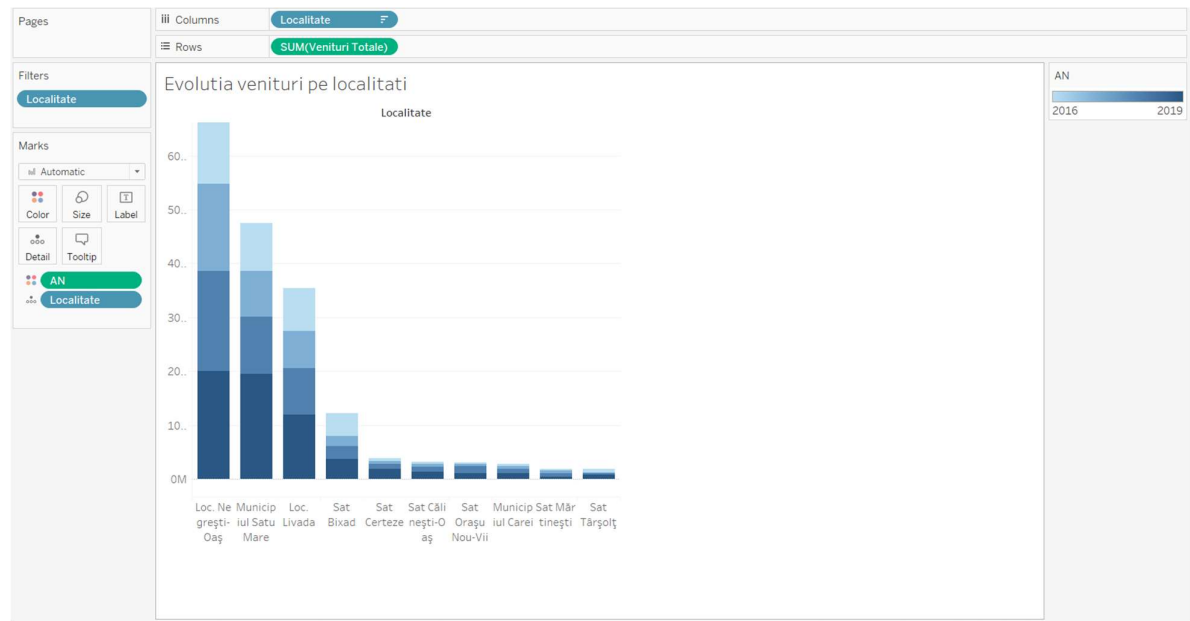 Pages
Columns
Localitate
Rows
SUM(Venituri Totale)
Filters
Localitate
Marks
Automatic
Color
Size
Label
Detail
Tooltip
AN
Localitate
Evolutia venituri pe localitati
Localitate
60..
50..
40..
30..
20..
10..
0M
Loc. Ne
greşti-
Oaş
Municip
iul Satu
Mare
Loc.
Livada
Sat
Bixad
Sat
Certeze
Sat Căli
neşti-O
aş
Sat
Oraşu
Nou-Vii
Municip
iul Carei
Sat Măr
tineşti
Sat
Târşolţ
AN
2016
2019